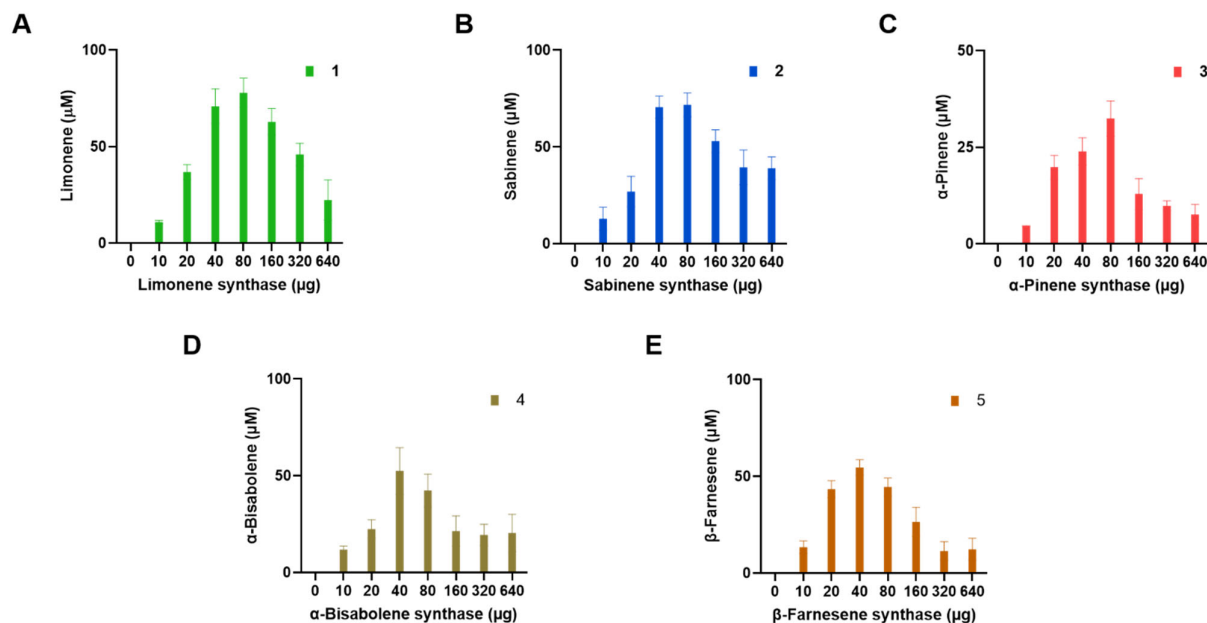 A
Limonene (μM)
100
50
0
1
0 10 20 40 80 160 320 640
Limonene synthase (μg)
B
Sabinene (μM)
100
50
0
2
0 10 20 40 80 160 320 640
Sabinene synthase (μg)
C
α-Pinene (μM)
50
25
0
3
0 10 20 40 80 160 320 640
α-Pinene synthase (μg)
D
α-Bisabolene (μM)
100
50
0
4
0 10 20 40 80 160 320 640
α-Bisabolene synthase (μg)
E
β-Farnesene (μM)
100
50
0
5
0 10 20 40 80 160 320 640
β-Farnesene synthase (μg)